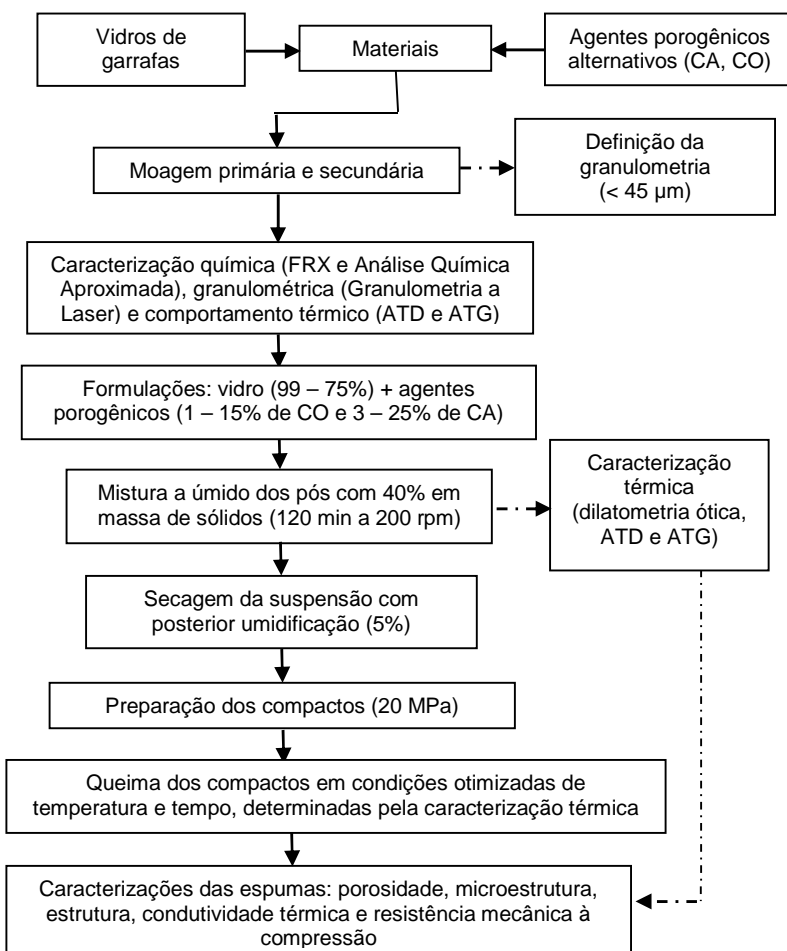 Vidros de
garrafas
Materiais
Agentes porogênicos
alternativos (CA, CO)
Moagem primária e secundária
Definição da
granulometria
(< 45 µm)
Caracterização química (FRX e Análise Química
Aproximada), granulométrica (Granulometria a
Laser) e comportamento térmico (ATD e ATG)
Formulações: vidro (99 – 75%) + agentes
porogênicos (1 – 15% de CO e 3 – 25% de CA)
Mistura a úmido dos pós com 40% em
massa de sólidos (120 min a 200 rpm)
Caracterização
térmica
(dilatometria ótica,
ATD e ATG)
Secagem da suspensão com
posterior umidificação (5%)
Preparação dos compactos (20 MPa)
Queima dos compactos em condições otimizadas de
temperatura e tempo, determinadas pela caracterização térmica
Caracterizações das espumas: porosidade, microestrutura,
estrutura, condutividade térmica e resistência mecânica à
compressão